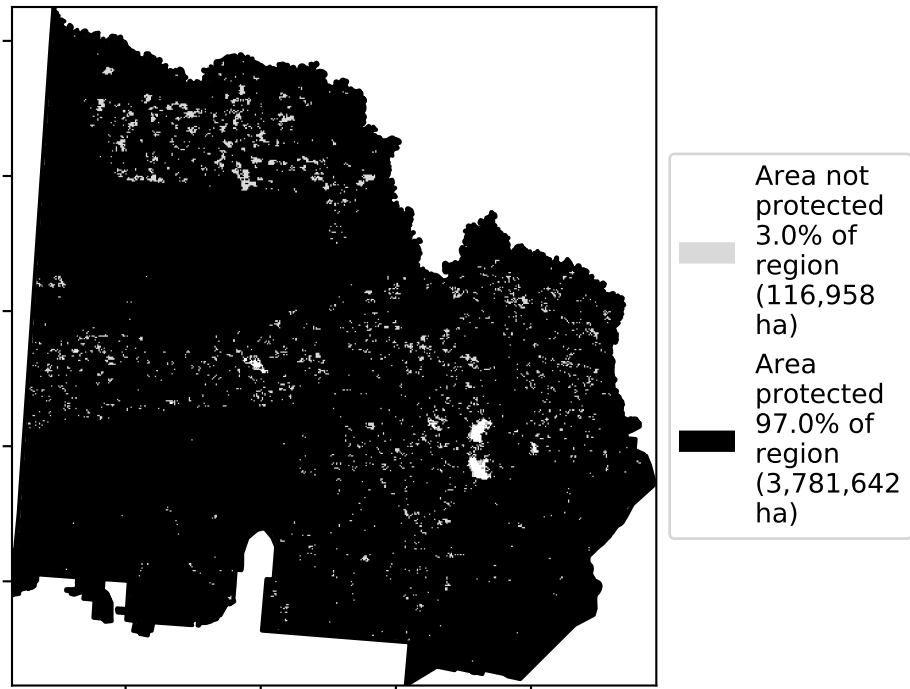 Area not
protected
3.0% of
region
(116,958
ha)
Area
protected
97.0% of
region
(3,781,642
ha)